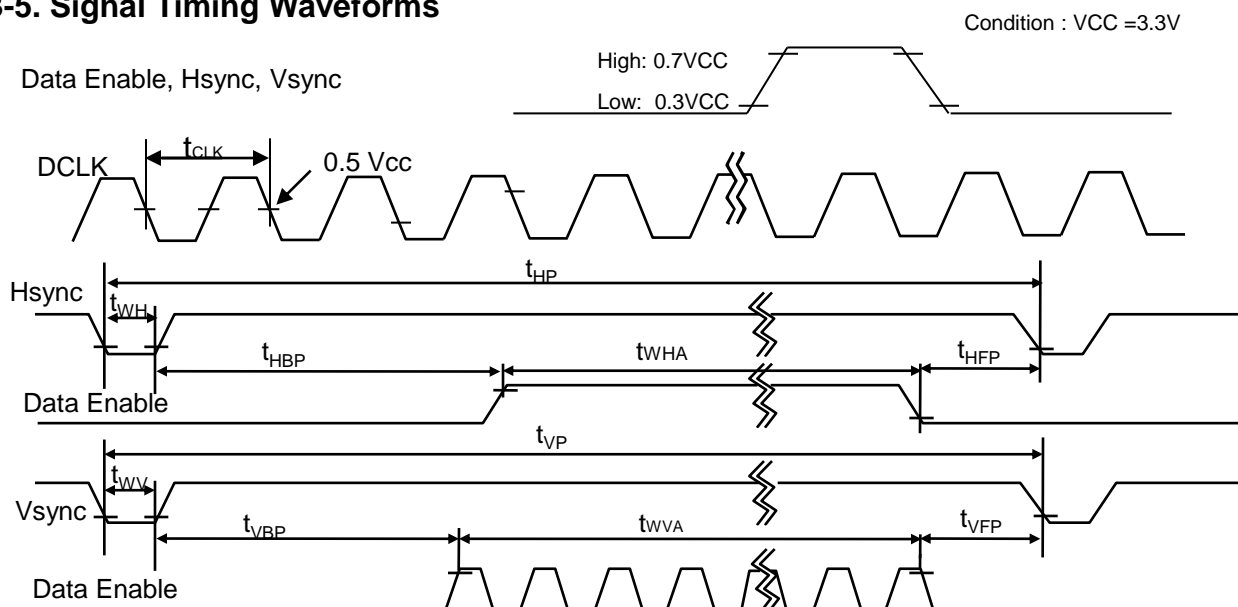 3-5. Signal Timing Waveforms
Condition : VCC =3.3V
High: 0.7VCC
Data Enable, Hsync, Vsync
Low: 0.3VCC
tCLK
0.5 Vcc
DCLK
tHP
Hsync
tWH
tHBP
tWHA
tHFP
Data Enable
tVP
tWV
Vsync
tVBP
tWVA
tVFP
Data Enable